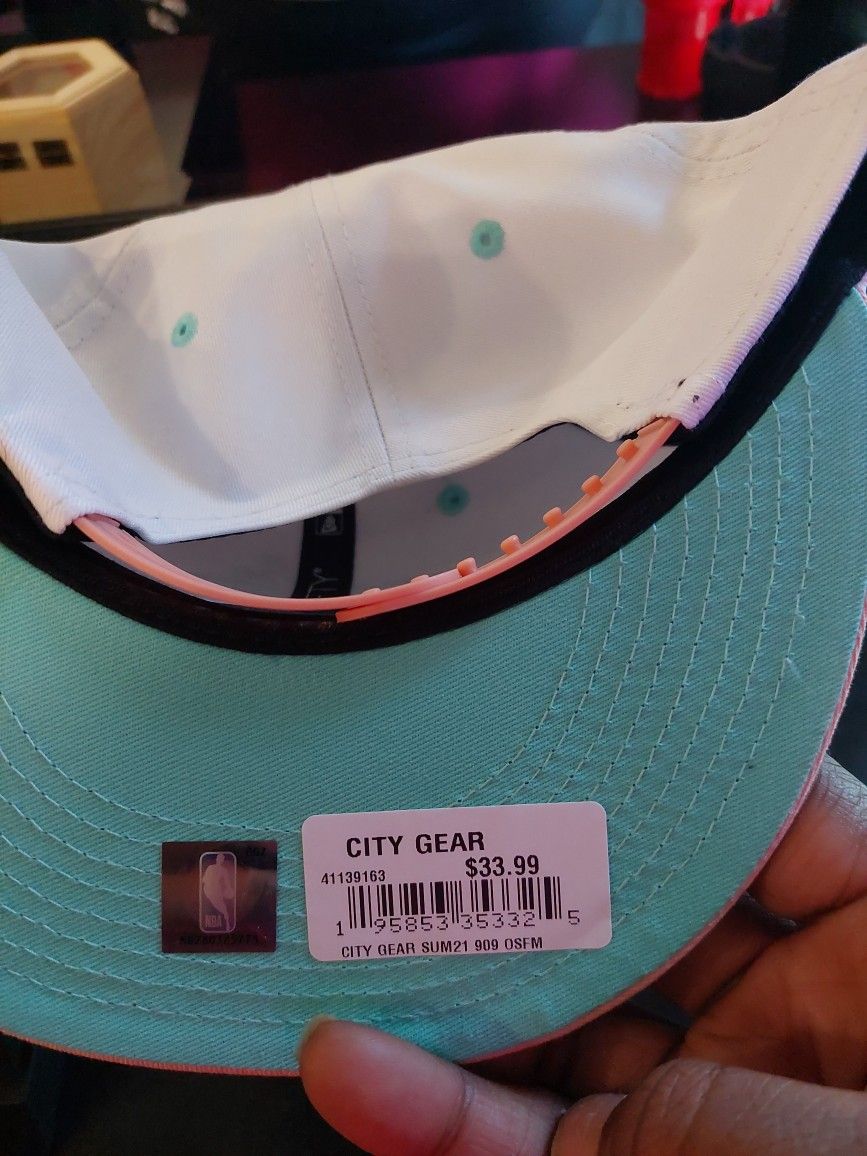 CITY GEAR
$33.99
41139163
1 95853 35332 5
CITY GEAR SUM21 909 OSFM
NBA